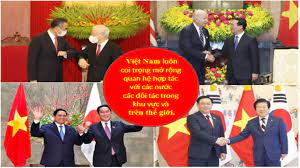 Việt Nam luôn
coi trọng mở rộng
quan hệ hợp tác
với các nước
các đối tác trong
khu vực và
trên thế giới.